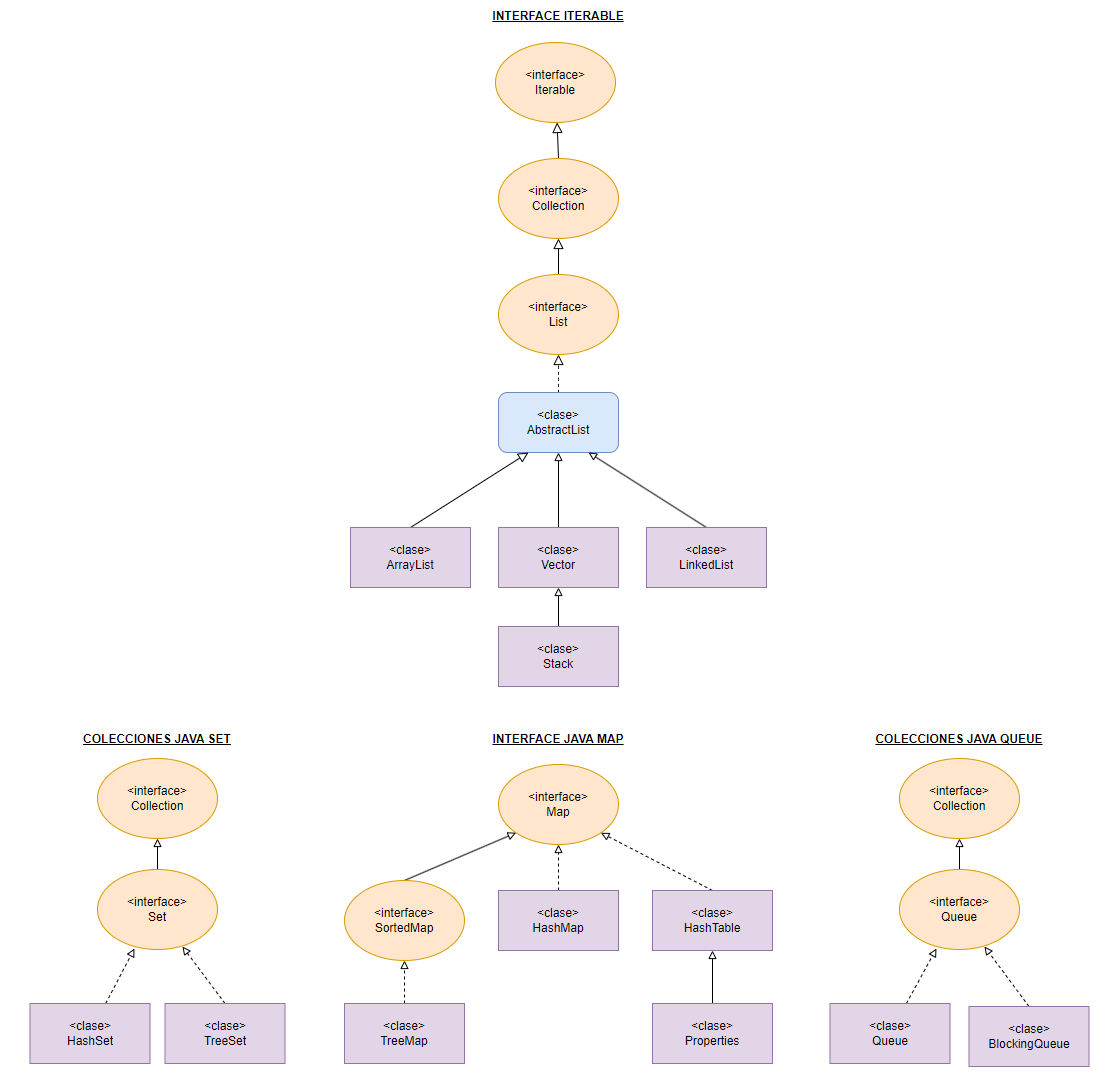 INTERFACE ITERABLE
<interface>
Iterable
<interface>
Collection
<interface>
List
<clase>
AbstractList
<clase>
ArrayList
<clase>
Vector
<clase>
LinkedList
<clase>
Stack
COLECCIONES JAVA SET
<interface>
Collection
<interface>
Set
<clase>
HashSet
<clase>
TreeSet
INTERFACE JAVA MAP
<interface>
Map
<interface>
SortedMap
<clase>
HashMap
<clase>
HashTable
<clase>
TreeMap
<clase>
Properties
COLECCIONES JAVA QUEUE
<interface>
Collection
<interface>
Queue
<clase>
Queue
<clase>
BlockingQueue